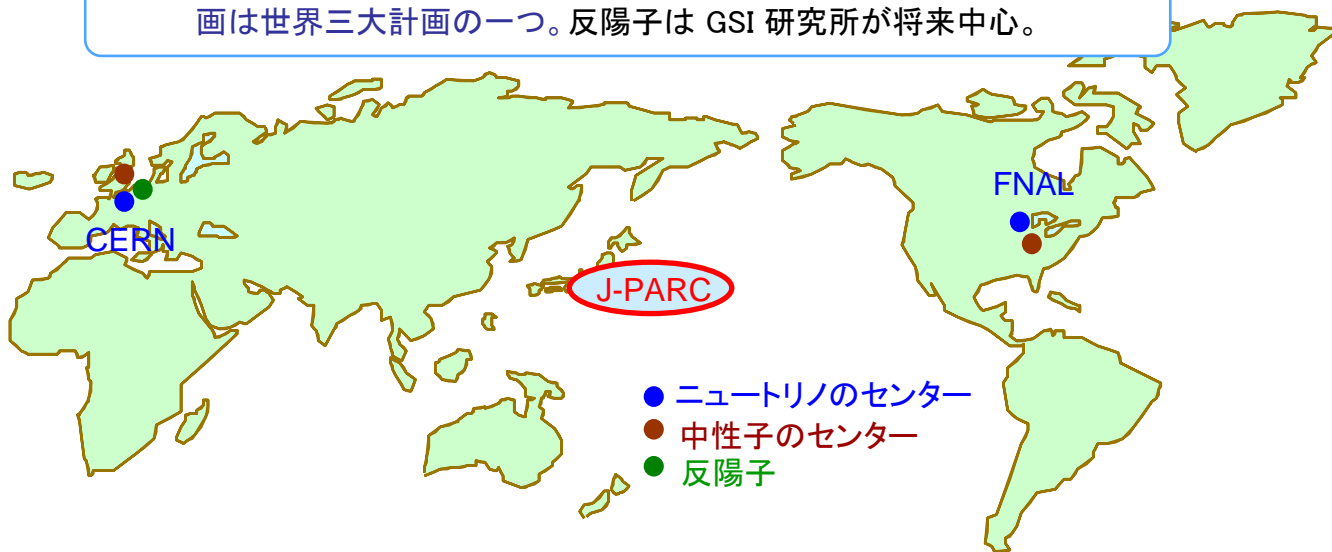 画は世界三大計画の一つ。反陽子は GSI 研究所が将来中心。
FNAL
CERN
J-PARC
ニュートリノのセンター
中性子のセンター
反陽子